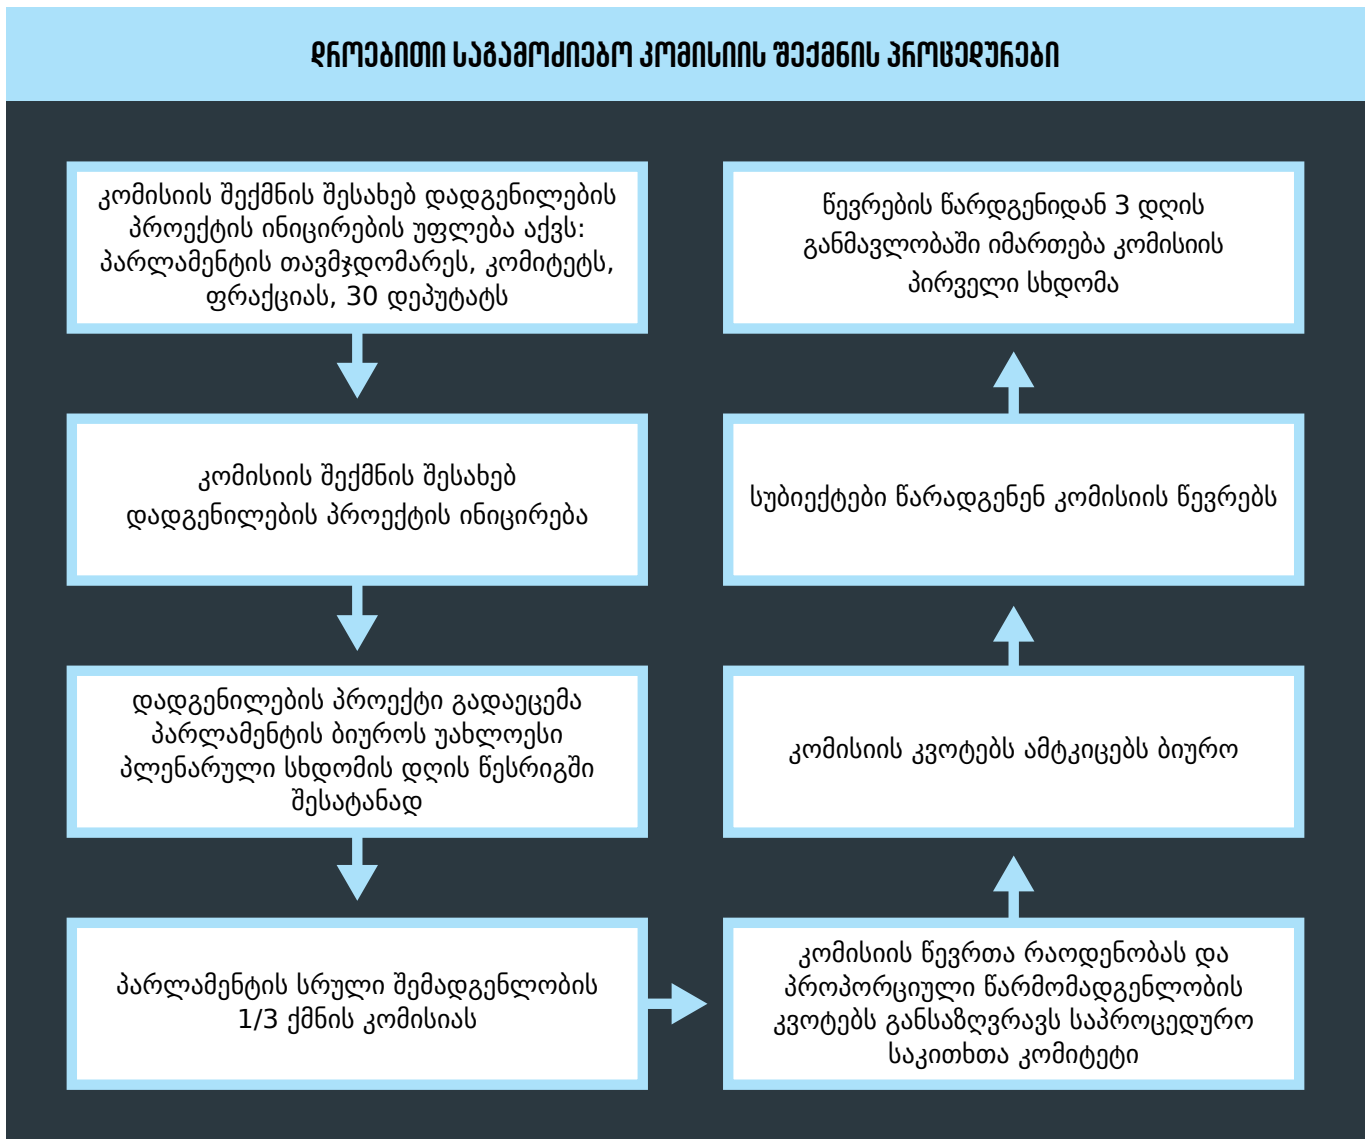 დროებითი საგამოძიებო კომისიის შექმნის პროცედურები
კომისიის შექმნის შესახებ დადგენილების
პროექტის ინიცირების უფლება აქვს:
პარლამენტის თავმჯდომარეს, კომიტეტს,
ფრაქციას, 30 დეპუტატს
კომისიის შექმნის შესახებ
დადგენილების პროექტის ინიცირება
დადგენილების პროექტი გადაეცემა
პარლამენტის ბიუროს უახლოესი
პლენარული სხდომის დღის წესრიგში
შესატანად
პარლამენტის სრული შემადგენლობის
1/3 ქმნის კომისიას
კომისიის წევრთა რაოდენობას და
პროპორციული წარმომადგენლობის
კვოტებს განსაზღვრავს საპროცედურო
საკითხთა კომიტეტი
კომისიის კვოტებს ამტკიცებს ბიურო
სუბიექტები წარადგენენ კომისიის წევრებს
წევრების წარდგენიდან 3 დღის
განმავლობაში იმართება კომისიის
პირველი სხდომა